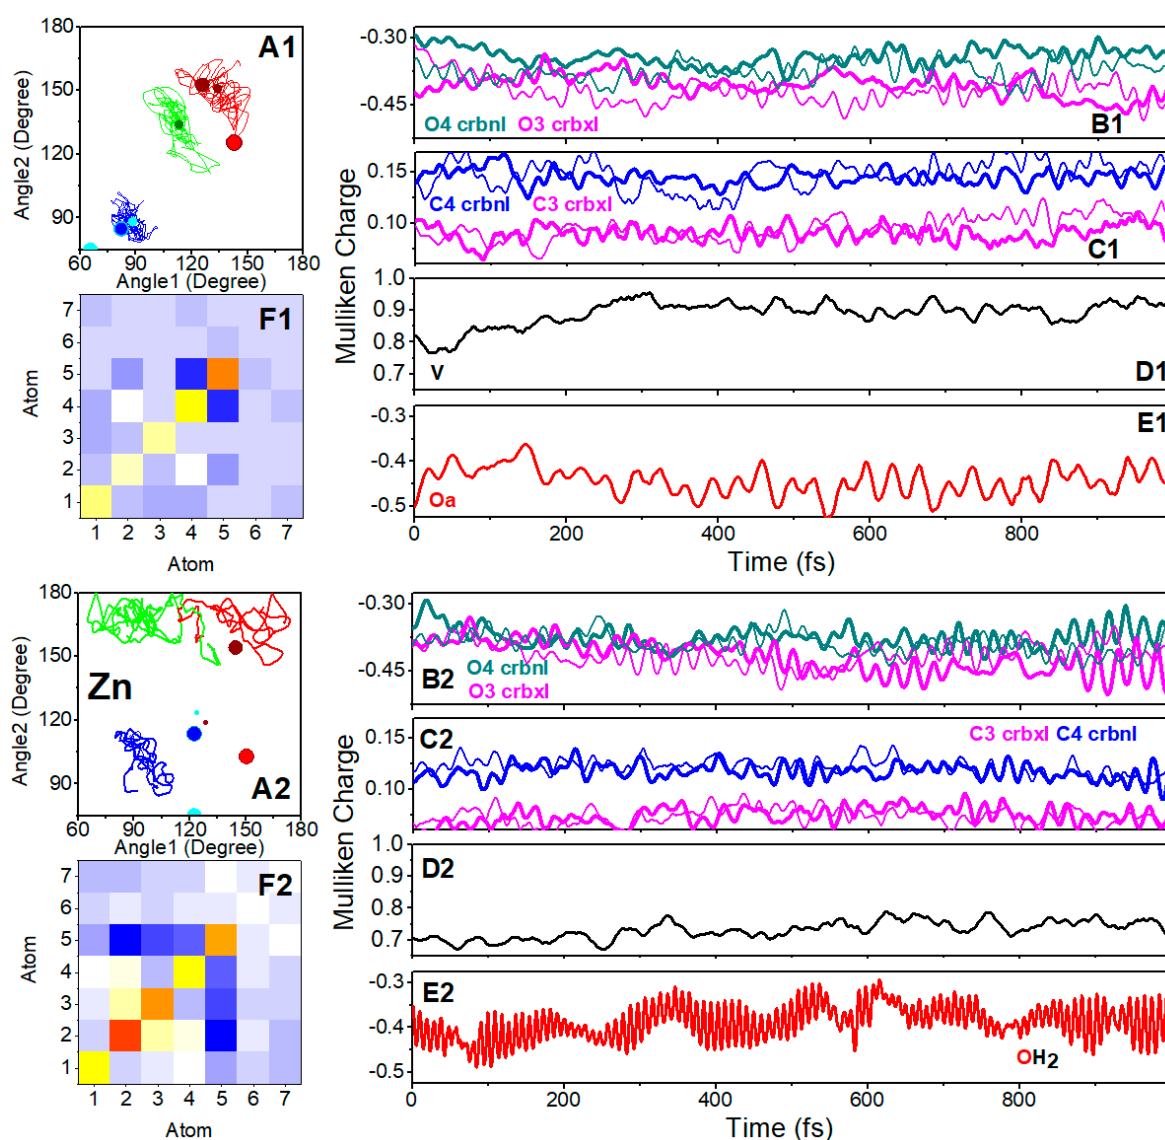 180
150
120
90
60 90 120 150 180
Angle2 (Degree)
Angle1 (Degree)
A1
7
6
5
4
3
2
1
1 2 3 4 5 6 7
Atom
Atom
F1
-0.30
-0.45
O4 crbnl O3 crbxl
B1
0.15
0.10
C4 crbnl C3 crbxl
C1
Mulliken Charge
1.0
0.9
0.8
0.7
V
D1
-0.3
-0.4
-0.5
Oa
E1
0 200 400 600 800
Time (fs)
180
150
120
90
60 90 120 150 180
Angle2 (Degree)
Angle1 (Degree)
Zn
A2
7
6
5
4
3
2
1
1 2 3 4 5 6 7
Atom
Atom
F2
-0.30
-0.45
O4 crbnl
O3 crbxl
B2
0.15
0.10
C2
C3 crbxl C4 crbnl
Mulliken Charge
1.0
0.9
0.8
0.7
D2
-0.3
-0.4
-0.5
E2
OH2
0 200 400 600 800
Time (fs)